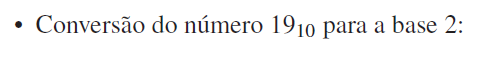 • Conversão do número 19₁₀ para a base 2: